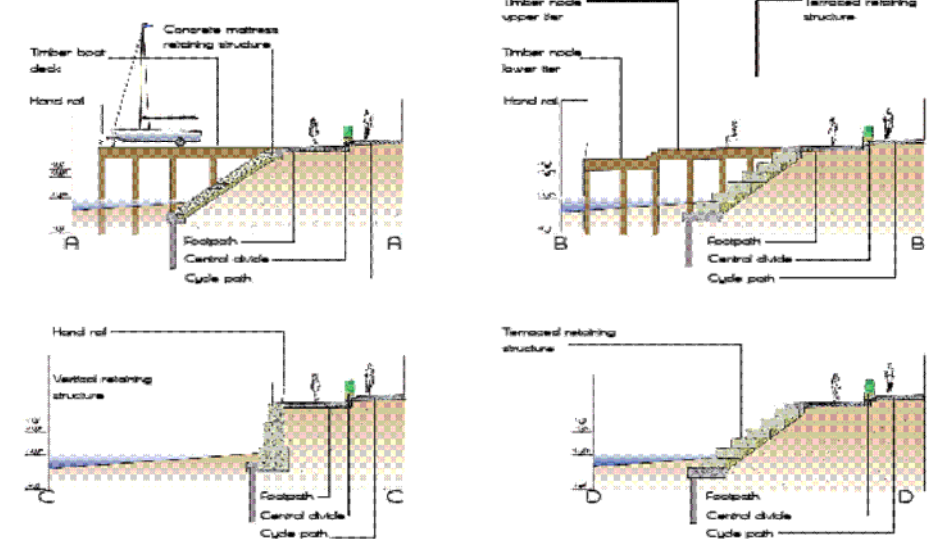 Concrete mattress
retaining structure
Timber boat
deck
Hand rail
Footpath
Central divide
Cycle path
A
A
Timber node
upper tier
Terraced retaining
structure
Timber node
lower tier
Hand rail
Footpath
Central divide
Cycle path
B
B
Hand rail
Vertical retaining
structure
Footpath
Central divide
Cycle path
C
C
Terraced retaining
structure
Footpath
Central divide
Cycle path
D
D